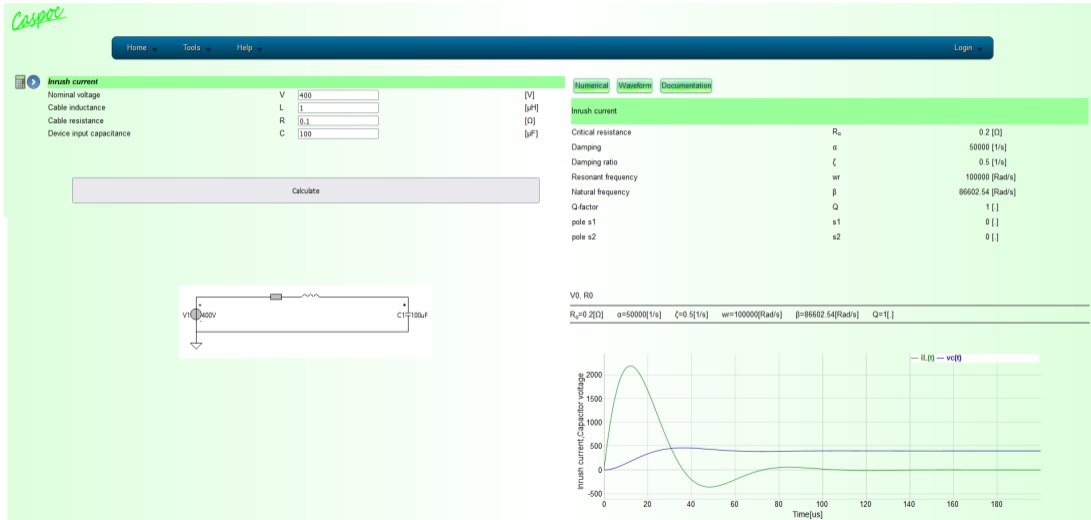 Caspoc
Home Tools Help Login
Inrush current
Nominal voltage V 400 [V]
Cable inductance L 1 [µH]
Cable resistance R 0.1 [Ω]
Device input capacitance C 100 [µF]
Calculate
V1 400V C1 100uF
Numerical Waveform Documentation
Inrush current
Critical resistance R₀ 0.2 [Ω]
Damping α 50000 [1/s]
Damping ratio ζ 0.5 [1/s]
Resonant frequency wr 100000 [Rad/s]
Natural frequency β 86602.54 [Rad/s]
Q-factor Q 1 [.]
pole s1 s1 0 [.]
pole s2 s2 0 [.]
V0, R0
R₀=0.2[Ω] α=50000[1/s] ζ=0.5[1/s] wr=100000[Rad/s] β=86602.54[Rad/s] Q=1[.]
iL(t) vc(t)
Inrush current,Capacitor voltage
2000
1500
1000
500
0
-500
0 20 40 60 80 100 120 140 160 180
Time[us]